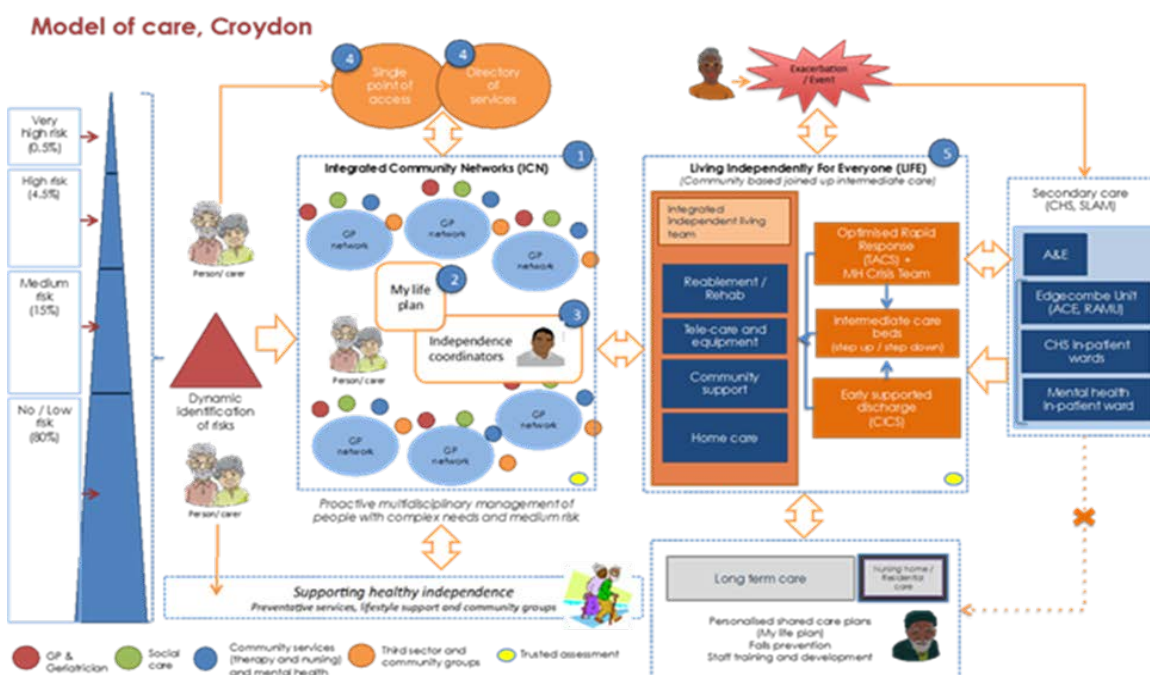 Model of care, Croydon
4
Single
point of
access
4
Directory
of
services
Exacerbation
/ Event
Very
high risk
(0.5%)
High risk
(4.5%)
Medium
risk
(15%)
No / Low
risk
(80%)
Person/ carer
Dynamic
identification
of risks
Person/ carer
1
Integrated Community Networks (ICN)
GP
network
GP
network
GP
network
2
My life
plan
3
Independence
coordinators
Person/ carer
GP
network
GP
network
GP
network
Proactive multidisciplinary management of
people with complex needs and medium risk
5
Living Independently For Everyone (LIFE)
(Community based joined up intermediate care)
Integrated
independent living
team
Reablement /
Rehab
Tele-care and
equipment
Community
support
Home care
Optimised Rapid
Response
(TACS) +
MH Crisis Team
Intermediate care
beds
(step up / step down)
Early supported
discharge
(CICS)
Secondary care
(CHS, SLAM)
A&E
Edgecombe Unit
(ACE, RAMU)
CHS In-patient
wards
Mental health
In-patient ward
Supporting healthy independence
Preventative services, lifestyle support and community groups
Long term care
Nursing home /
Residential
care
Personalised shared care plans
(My life plan)
Falls prevention
Staff training and development
GP &
Geriatrician
Social
care
Community services
(therapy and nursing)
and mental health
Third sector and
community groups
Trusted assessment